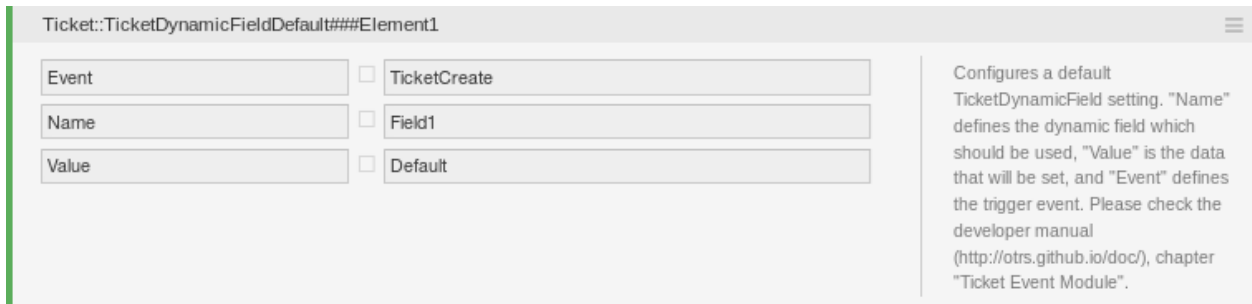 Ticket::TicketDynamicFieldDefault###Element1
Event TicketCreate
Name Field1
Value Default
Configures a default
TicketDynamicField setting. "Name"
defines the dynamic field which
should be used, "Value" is the data
that will be set, and "Event" defines
the trigger event. Please check the
developer manual
(http://otrs.github.io/doc/), chapter
"Ticket Event Module".